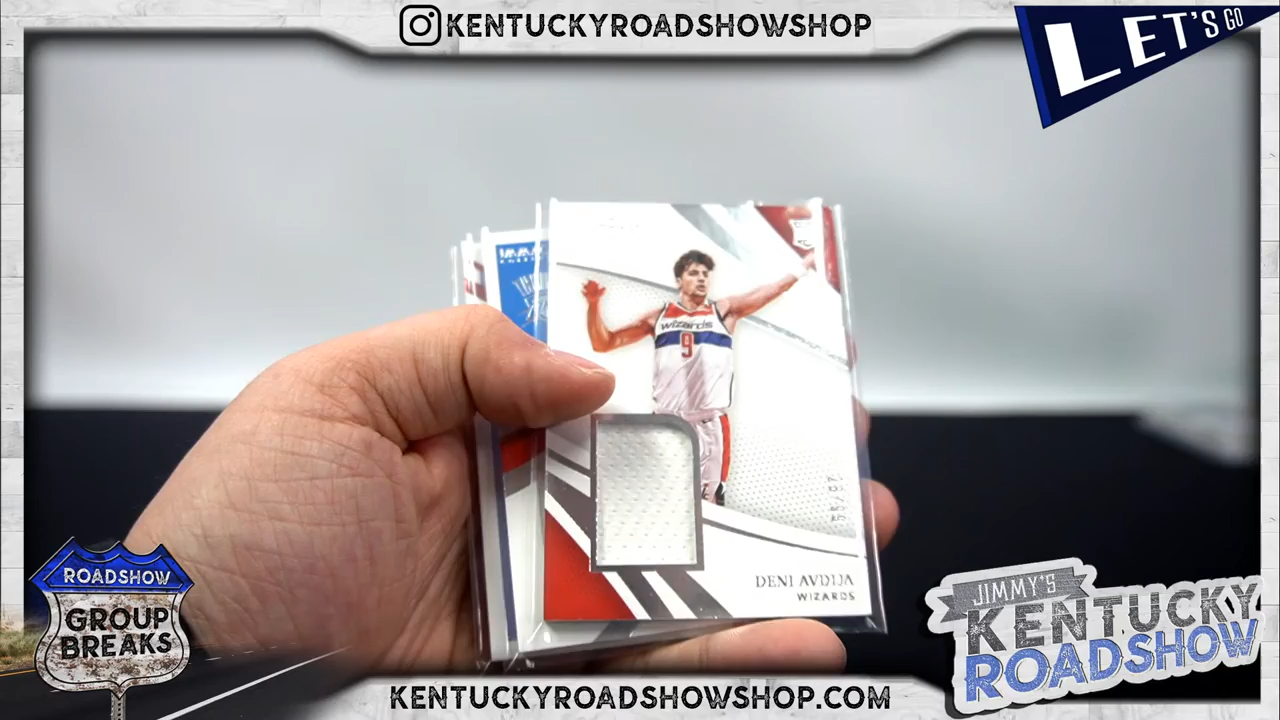 KENTUCKYROADSHOWSHOP
LET'S GO
WIZARDS
9
DENI AVDIJA
WIZARDS
ROADSHOW
GROUP
BREAKS
JIMMY'S
KENTUCKY
ROADSHOW
KENTUCKYROADSHOWSHOP.COM